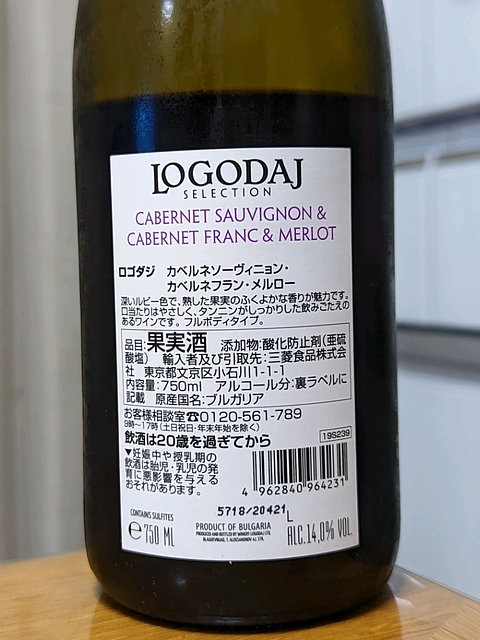 LOGODAJ
SELECTION
CABERNET SAUVIGNON &
CABERNET FRANC & MERLOT
ロゴダジ カベルネソーヴィニョン・
カベルネフラン・メルロー
深いルビー色で、熟した果実のふくよかな香りが魅力です。
口当たりはやさしく、タンニンがしっかりした飲みごたえの
あるワインです。フルボディタイプ。
品目:果実酒 添加物:酸化防止剤(亜硫
酸塩) 輸入者及び引取先:三菱食品株式会
社 東京都文京区小石川1-1-1
内容量:750ml アルコール分:裏ラベルに
記載 原産国名:ブルガリア
お客様相談室☎0120-561-789
9時～17時(土日祝日・年末年始を除く)
飲酒は20歳を過ぎてから
19S239
▼妊娠中や授乳期の
飲酒は胎児・乳児の発
育に悪影響を与える
おそれがあります。
4 962840 964231
5718/20421 L
CONTAINS SULFITES
℮750 ML
PRODUCT OF BULGARIA
PRODUCED AND BOTTLED BY WINERY LOGODAJ LTD.
BLAGOEVGRAD, T. ALEKSANDROV 61 STR.
ALC.14,0% VOL.